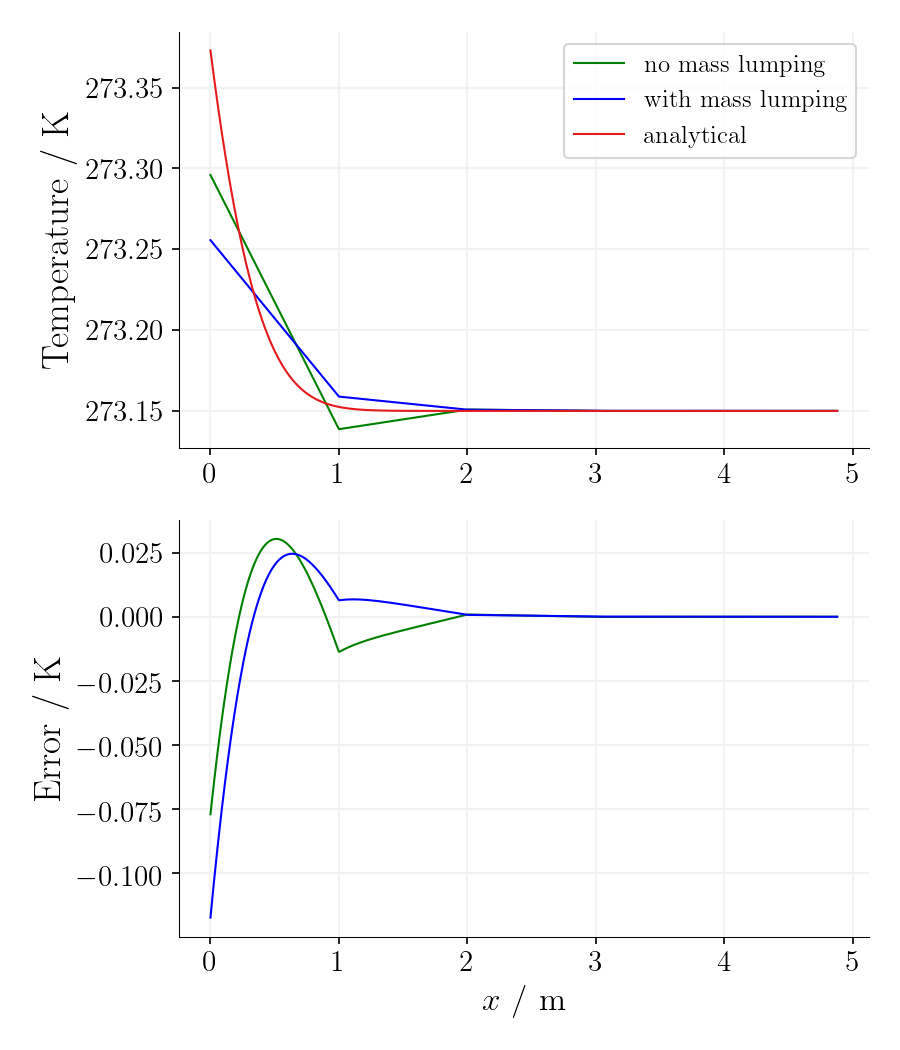 Temperature / K
273.35
273.30
273.25
273.20
273.15
no mass lumping
with mass lumping
analytical
0 1 2 3 4 5
Error / K
0.025
0.000
−0.025
−0.050
−0.075
−0.100
0 1 2 3 4 5
x / m